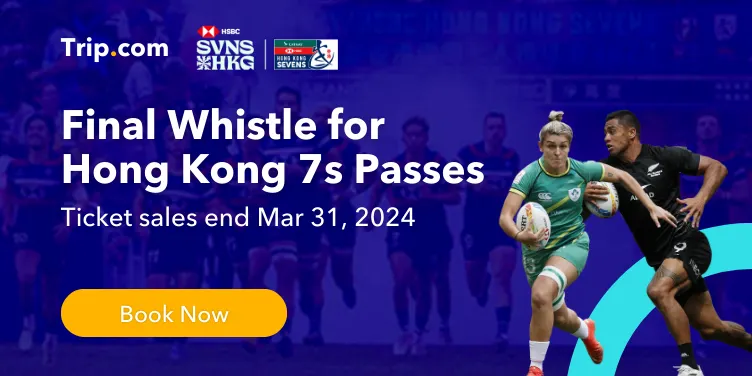 Trip.com
HSBC
SVNS
HKG
HONG KONG
SEVENS
Final Whistle for
Hong Kong 7s Passes
Ticket sales end Mar 31, 2024
Book Now